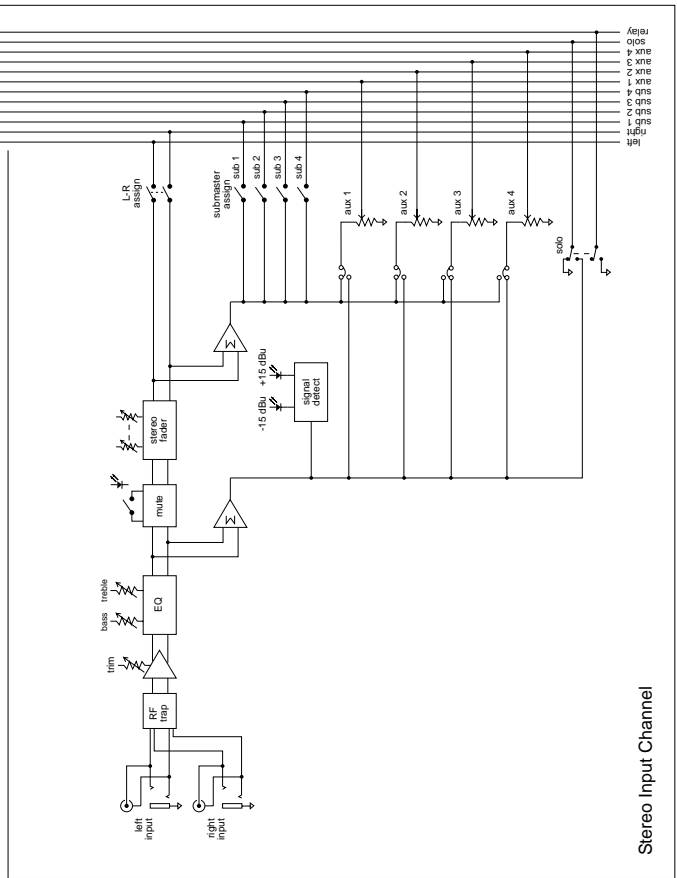 relay
solo
aux 4
aux 3
aux 2
aux 1
sub 4
sub 3
sub 2
sub 1
right
left
L-R
assign
submaster
assign
sub 1
sub 2
sub 3
sub 4
aux 1
aux 2
aux 3
aux 4
solo
Σ
-15 dBu
+15 dBu
signal
detect
stereo
fader
mute
Σ
bass
treble
EQ
trim
RF
trap
left
input
right
input
Stereo Input Channel